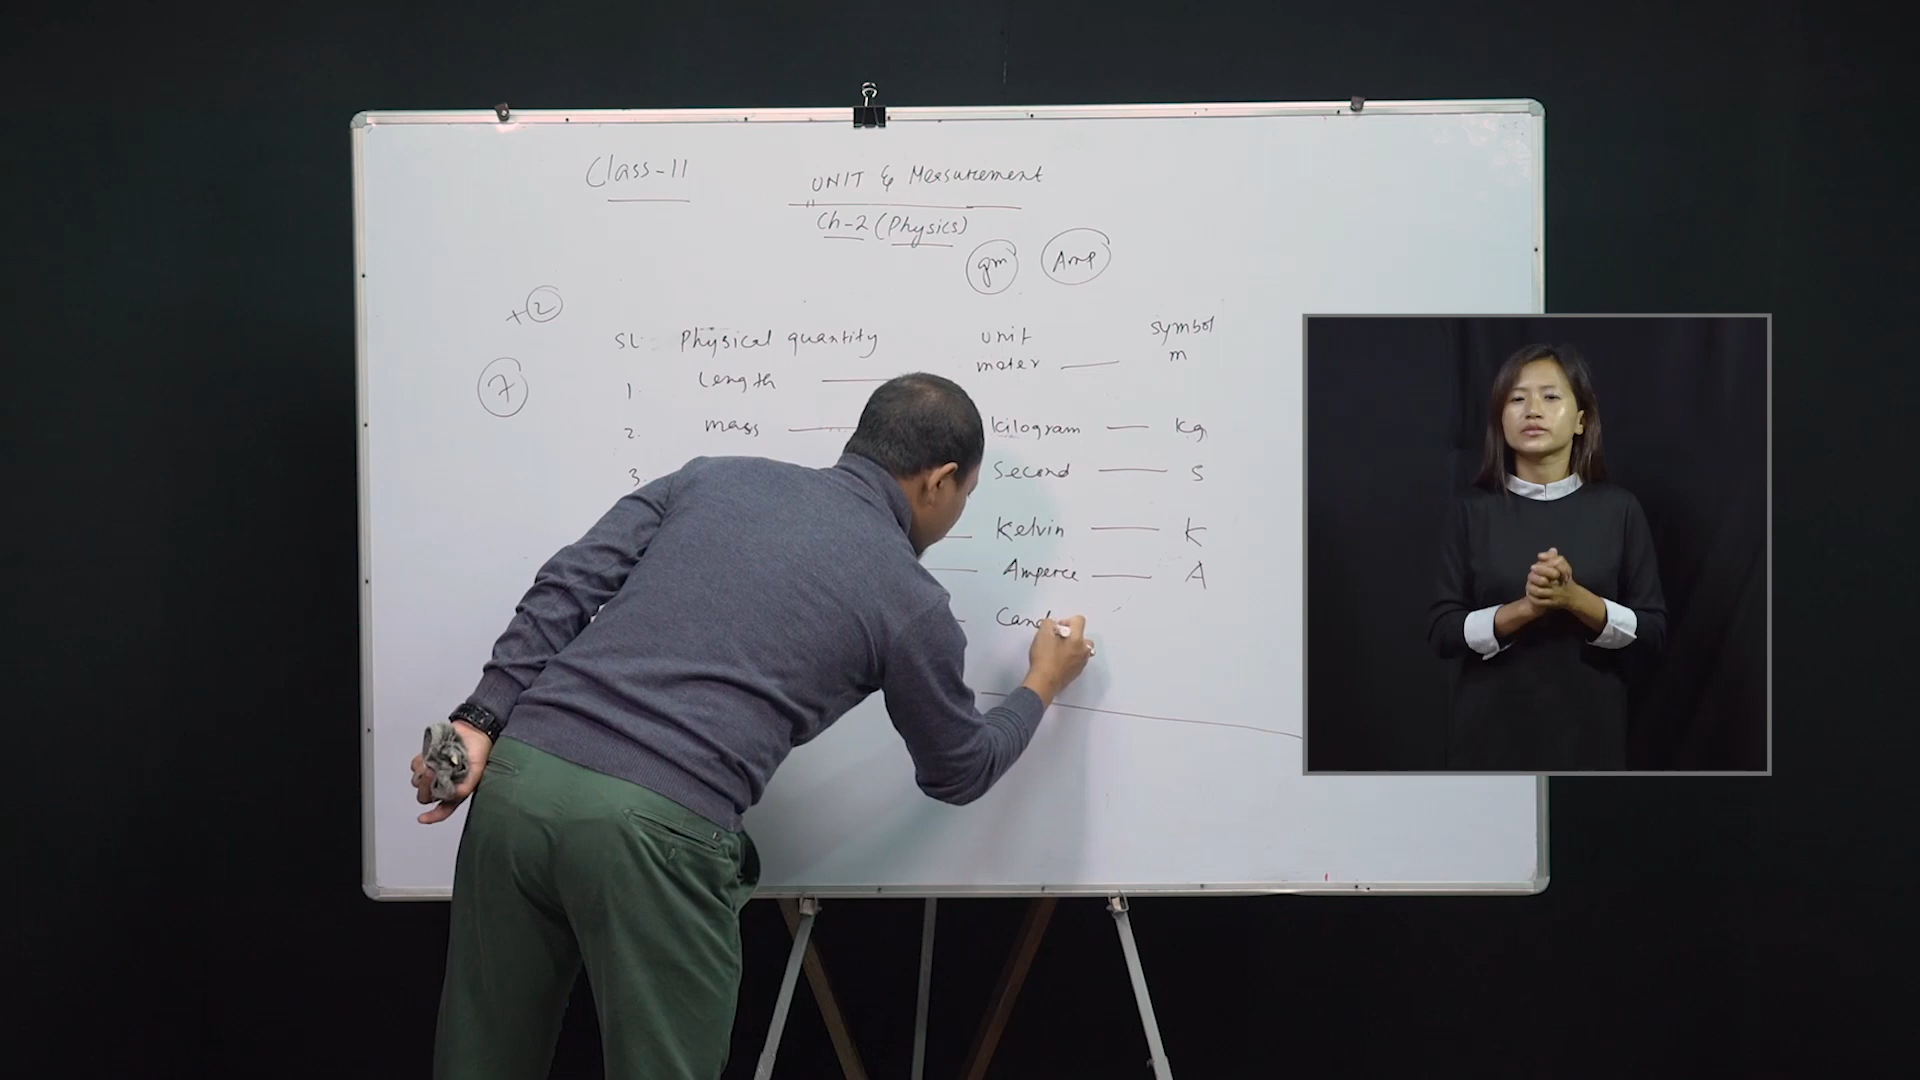 Class-11
UNIT & Measurement
Ch-2 (Physics)
gm Amp
+2
7
SL Physical quantity unit symbol
1. Length meter m
2. mass kilogram Kg
3. Second S
Kelvin K
Ampere A
Cand